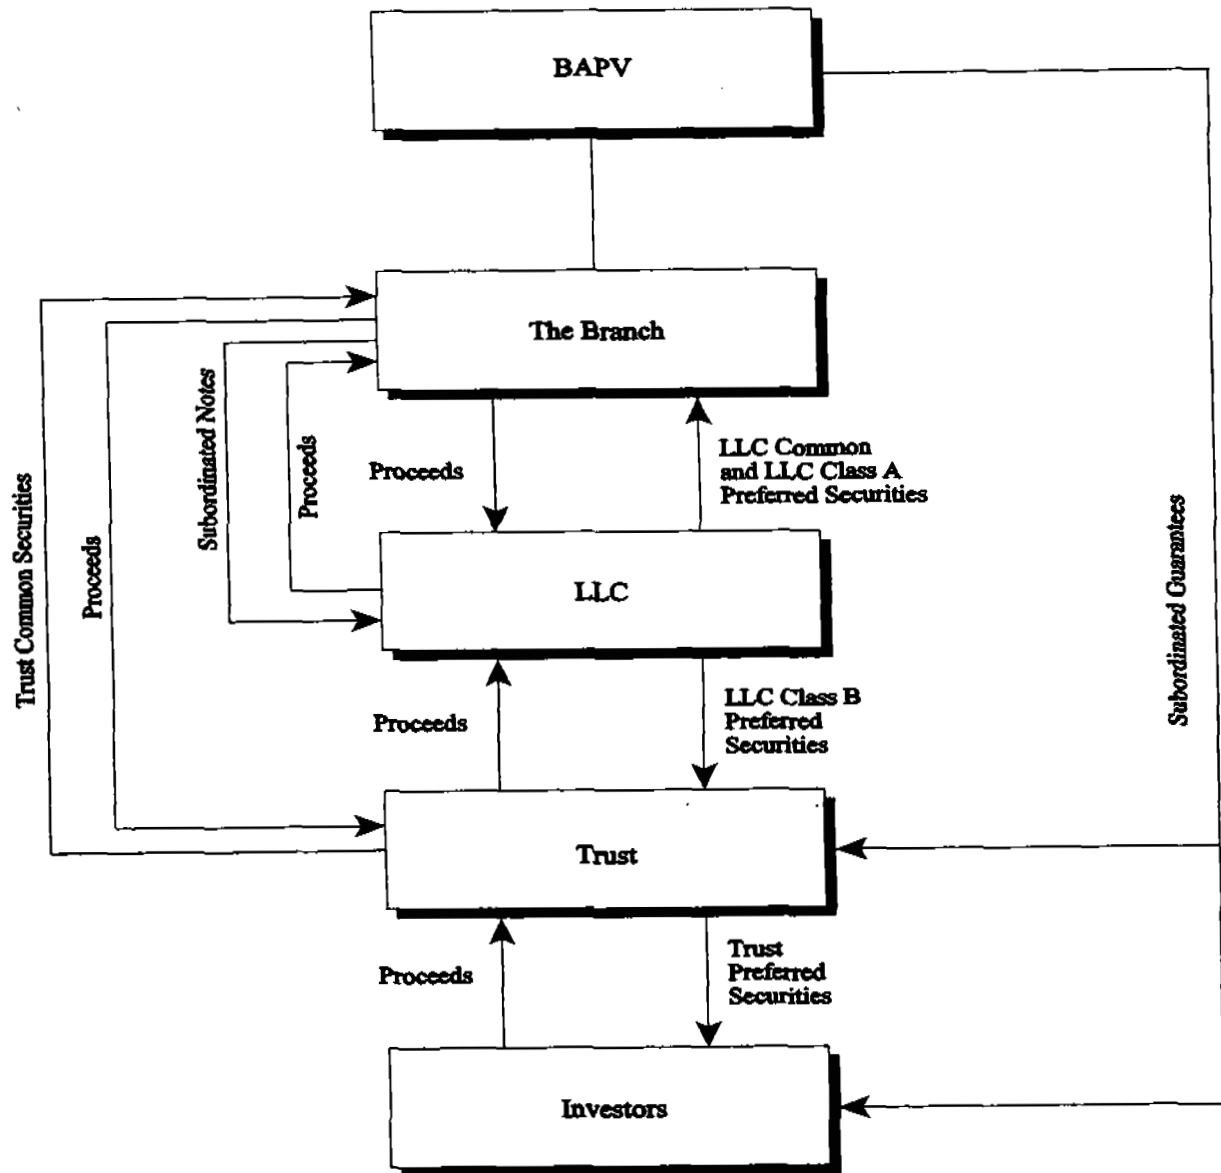 BAPV
The Branch
Trust Common Securities
Proceeds
Subordinated Notes
Proceeds
Proceeds
LLC Common
and LLC Class A
Preferred Securities
Subordinated Guarantees
LLC
Proceeds
LLC Class B
Preferred
Securities
Trust
Proceeds
Trust
Preferred
Securities
Investors